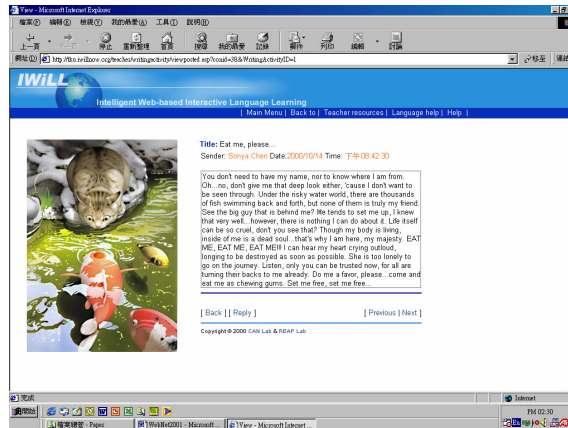 View - Microsoft Internet Explorer
檔案(F) 編輯(E) 檢視(V) 我的最愛(A) 工具(T) 說明(H)
上一頁 下一頁 停止 重新整理 首頁 搜尋 我的最愛 記錄 郵件 列印 編輯 討論
網址(D) http://tku.iwillnow.org/teacher/writingactivity/viewposted.asp?conid=38&WritingActivityID=1 移至 連結
IWiLL
Intelligent Web-based Interactive Language Learning
| Main Menu | Back to | Teacher resources | Language help | Help |
Title: Eat me, please...
Sender: Sonya Chen Date:2000/10/14 Time: 下午 08:42:30
You don't need to have my name, nor to know where I am from.
Oh...no, don't give me that deep look either, 'cause I don't want to
be seen through. Under the risky water world, there are thousands
of fish swimming back and forth, but none of them is truly my friend.
See the big guy that is behind me? He tends to set me up, I knew
that very well...however, there is nothing I can do about it. Life itself
can be so cruel, don't you see that? Though my body is living,
inside of me is a dead soul...that's why I am here, my majesty. EAT
ME, EAT ME, EAT ME!!! I can hear my heart crying outloud,
longing to be destroyed as soon as possible. She is too lonely to
go on the journey. Listen, only you can be trusted now, for all are
turning their backs to me already. Do me a favor, please...come and
eat me as chewing gums. Set me free, set me free...
[ Back ] [ Reply ] [ Previous | Next ]
Copyright © 2000 CAN Lab & REAP Lab
完成 Internet
開始 PM 02:30
檔案總管 - Paper WebNet2001 - Microsoft ... View - Microsoft Internet ...